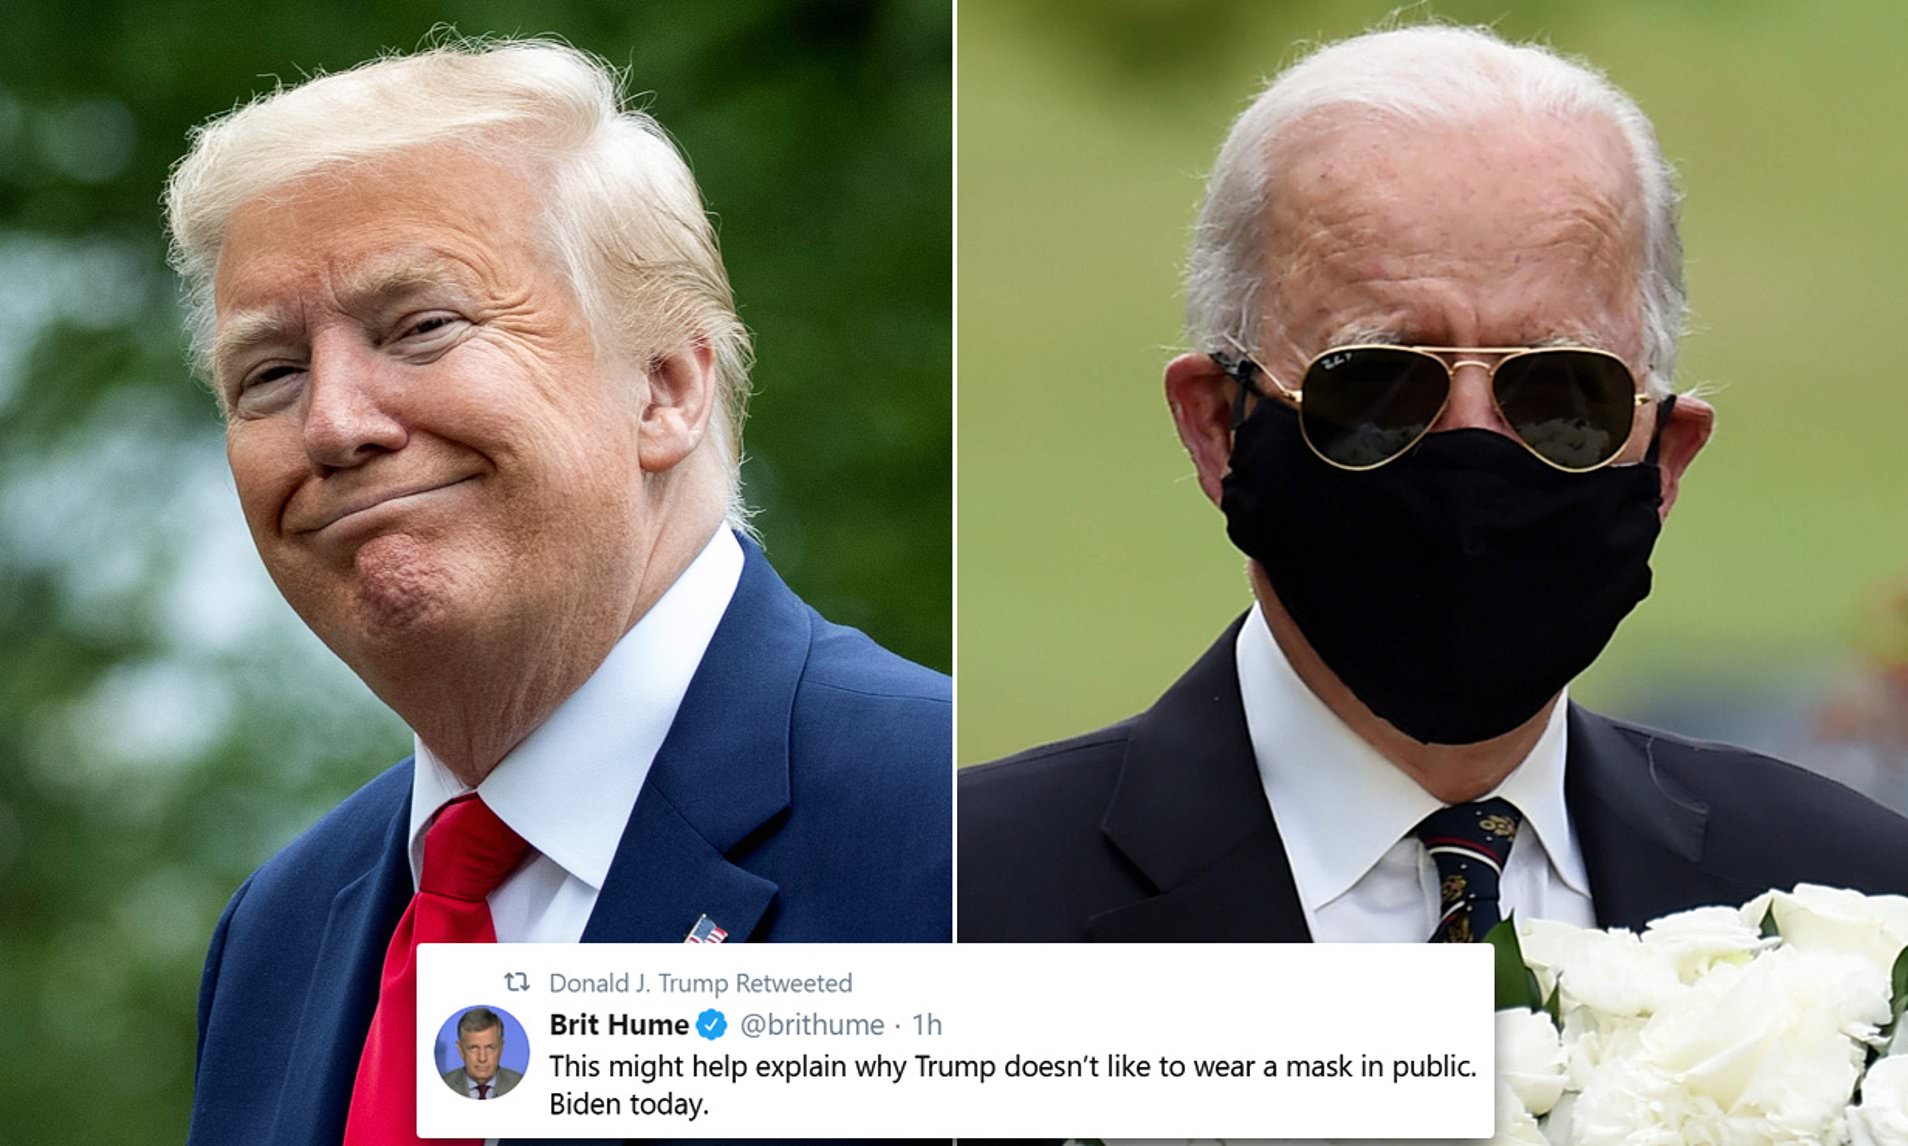 Donald J. Trump Retweeted
Brit Hume @brithume · 1h
This might help explain why Trump doesn't like to wear a mask in public.
Biden today.